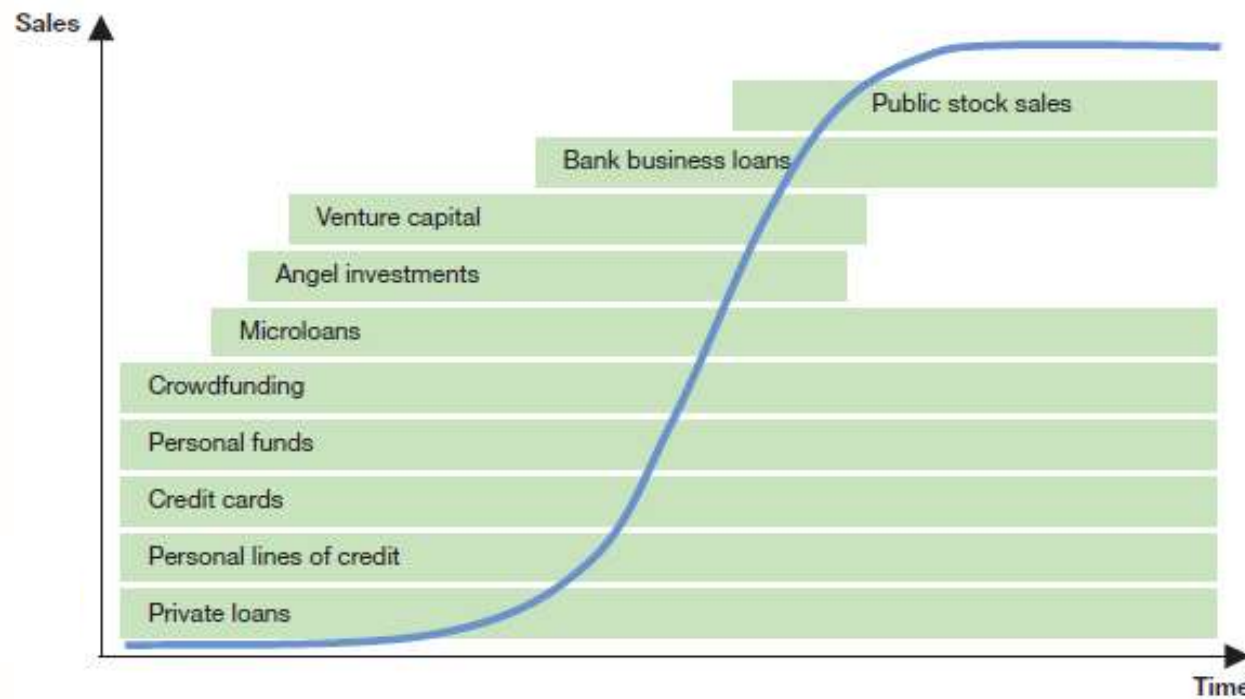 Sales
Public stock sales
Bank business loans
Venture capital
Angel investments
Microloans
Crowdfunding
Personal funds
Credit cards
Personal lines of credit
Private loans
Time